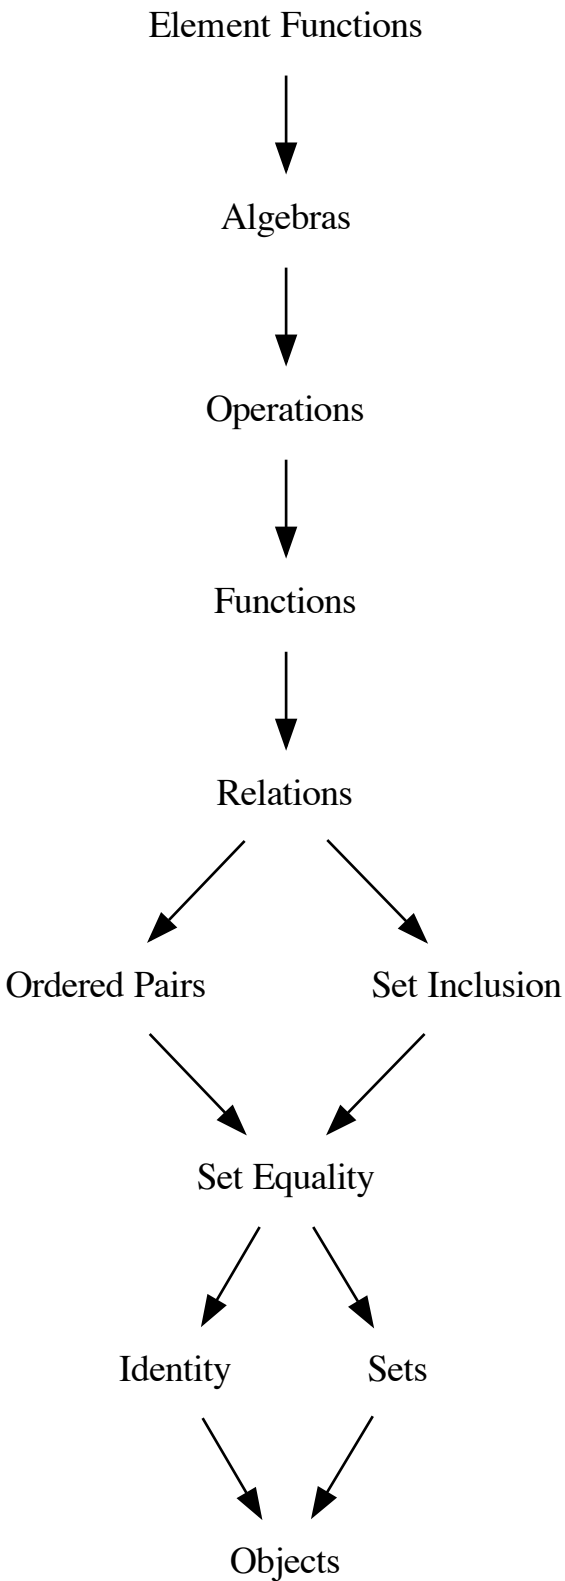 Element Functions
Algebras
Operations
Functions
Relations
Ordered Pairs
Set Inclusion
Set Equality
Identity
Sets
Objects